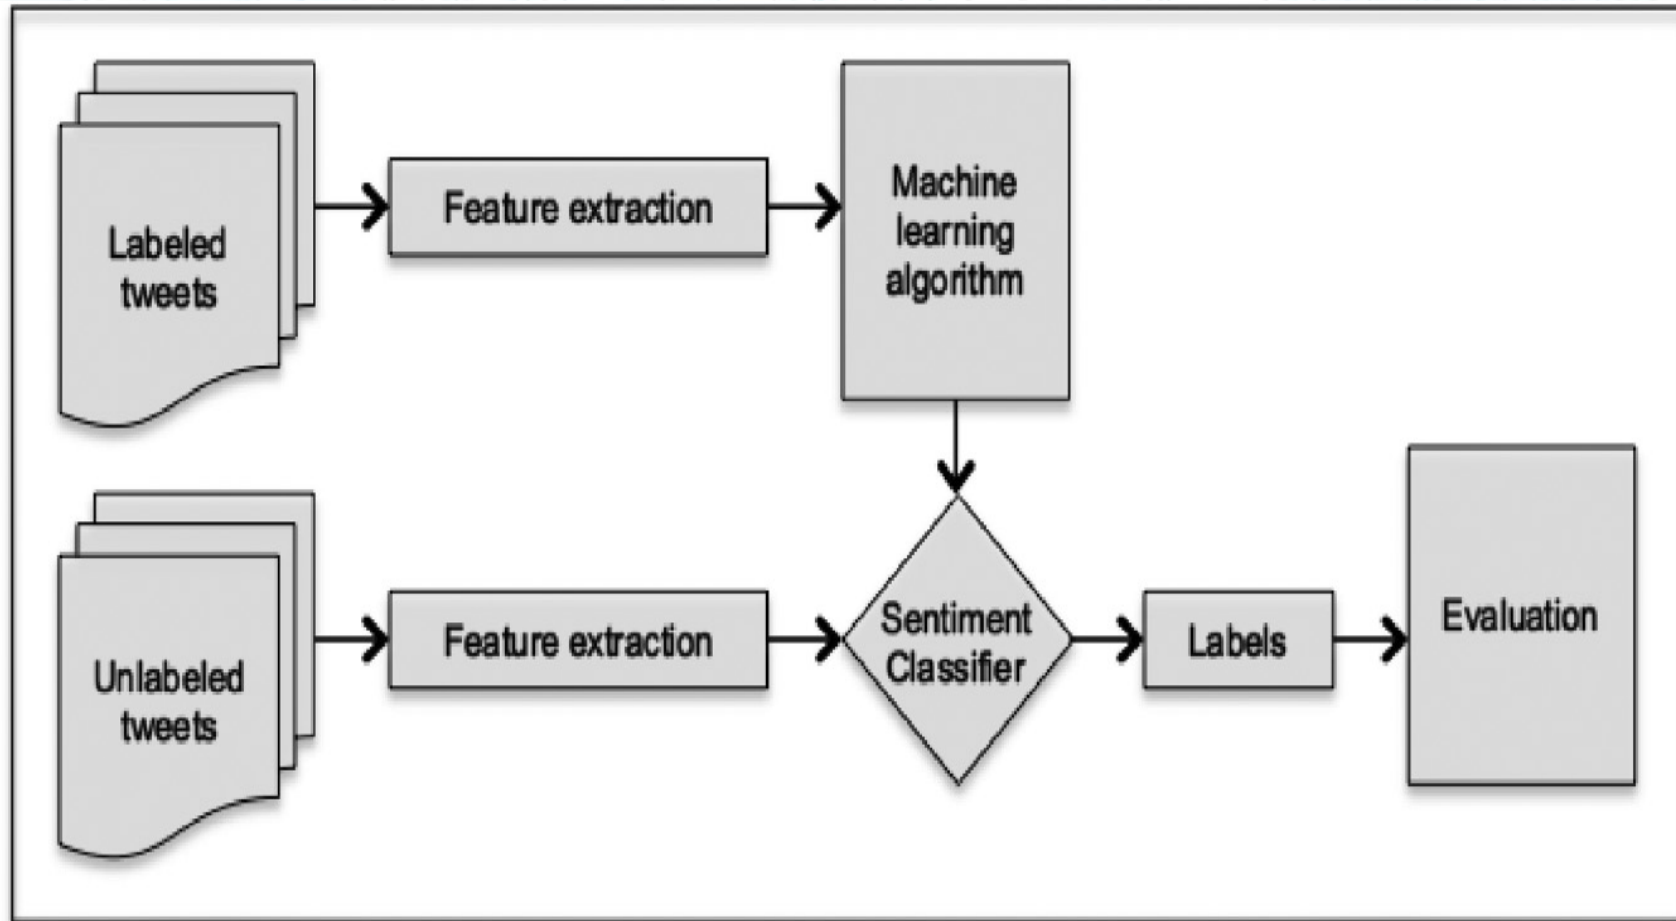 Labeled
tweets
Feature extraction
Machine
learning
algorithm
Unlabeled
tweets
Feature extraction
Sentiment
Classifier
Labels
Evaluation